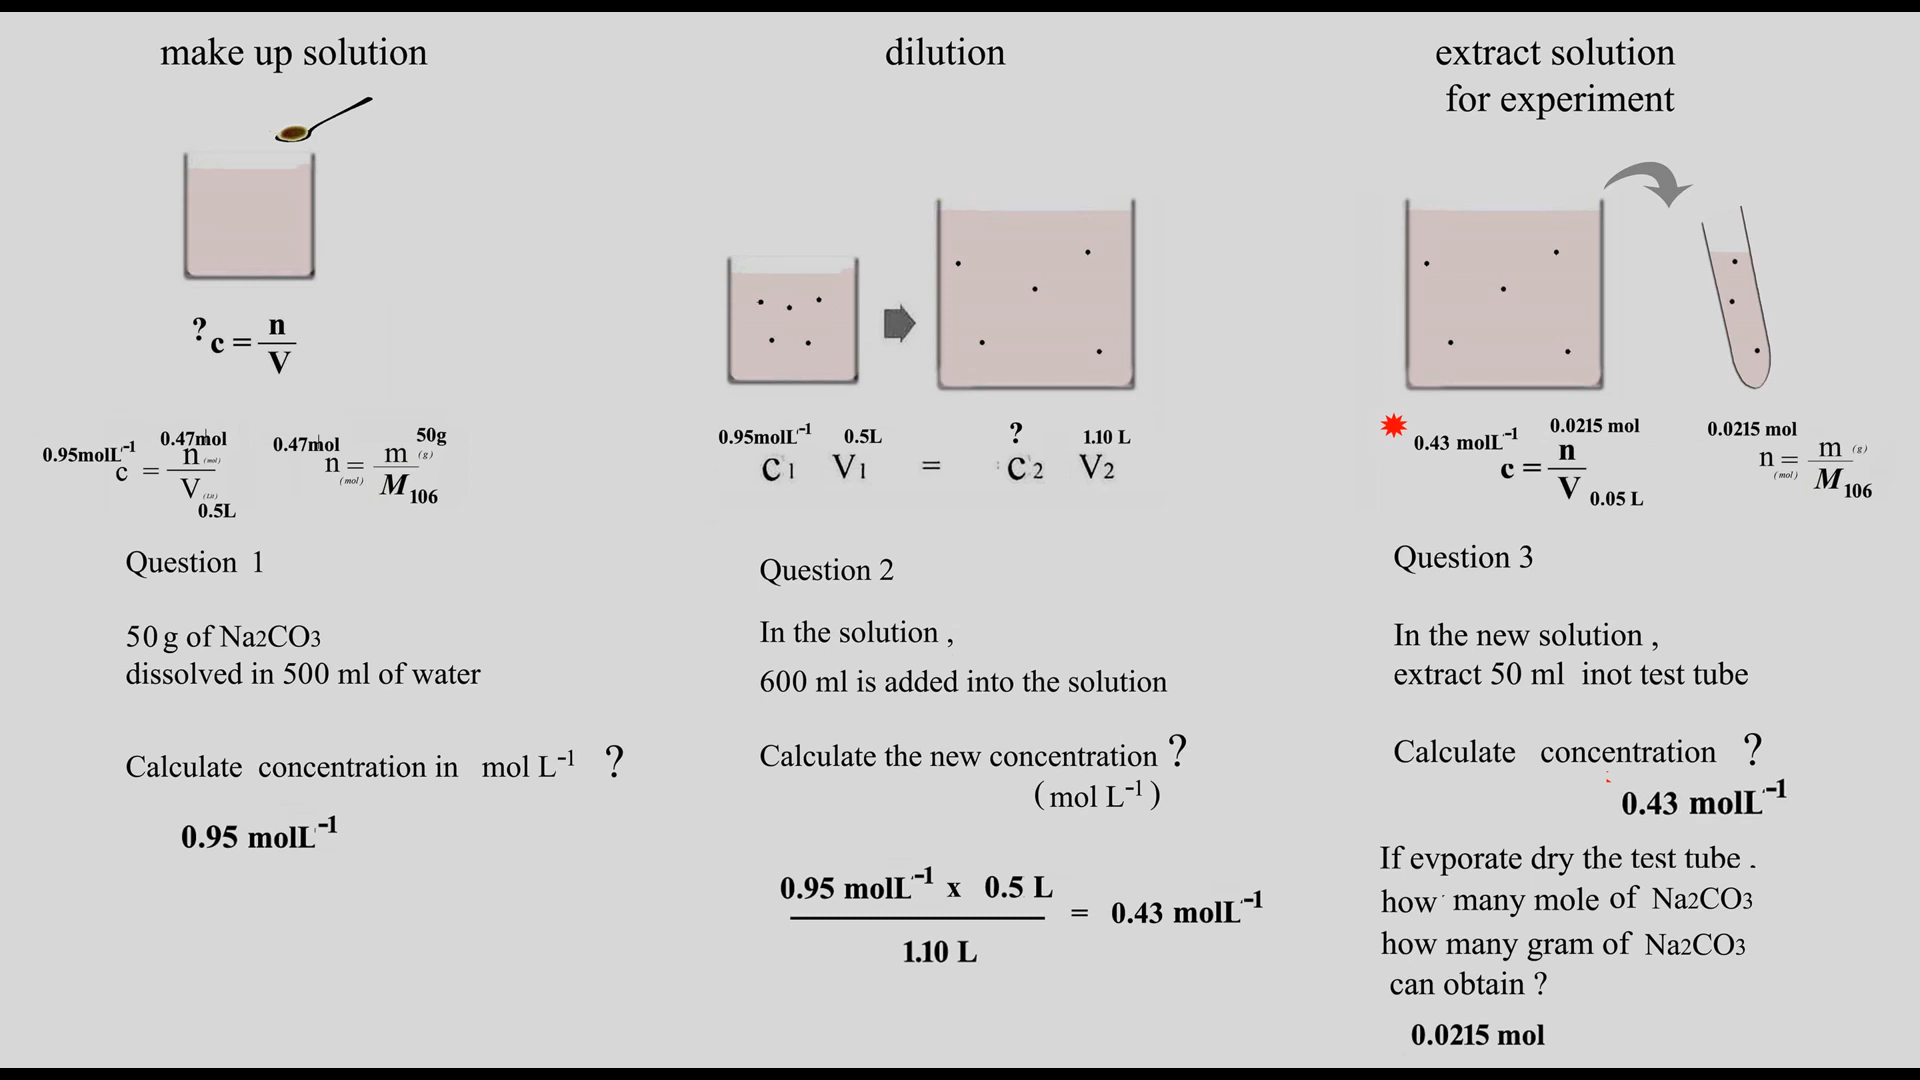 make up solution
? c = n / V
0.95molL-1 c = 0.47mol n (mol) / V (Lit) 0.5L
0.47mol n (mol) = m (g) 50g / M 106
Question 1
50 g of Na2CO3
dissolved in 500 ml of water
Calculate concentration in mol L-1 ?
0.95 molL-1
dilution
0.95molL-1 0.5L ? 1.10 L
C1 V1 = C2 V2
Question 2
In the solution ,
600 ml is added into the solution
Calculate the new concentration ?
( mol L-1 )
0.95 molL-1 x 0.5 L
= 0.43 molL-1
1.10 L
extract solution
for experiment
0.43 molL-1 c = 0.0215 mol n / V 0.05 L
0.0215 mol n (mol) = m (g) / M 106
Question 3
In the new solution ,
extract 50 ml inot test tube
Calculate concentration ?
0.43 molL-1
If evporate dry the test tube .
how many mole of Na2CO3
how many gram of Na2CO3
can obtain ?
0.0215 mol